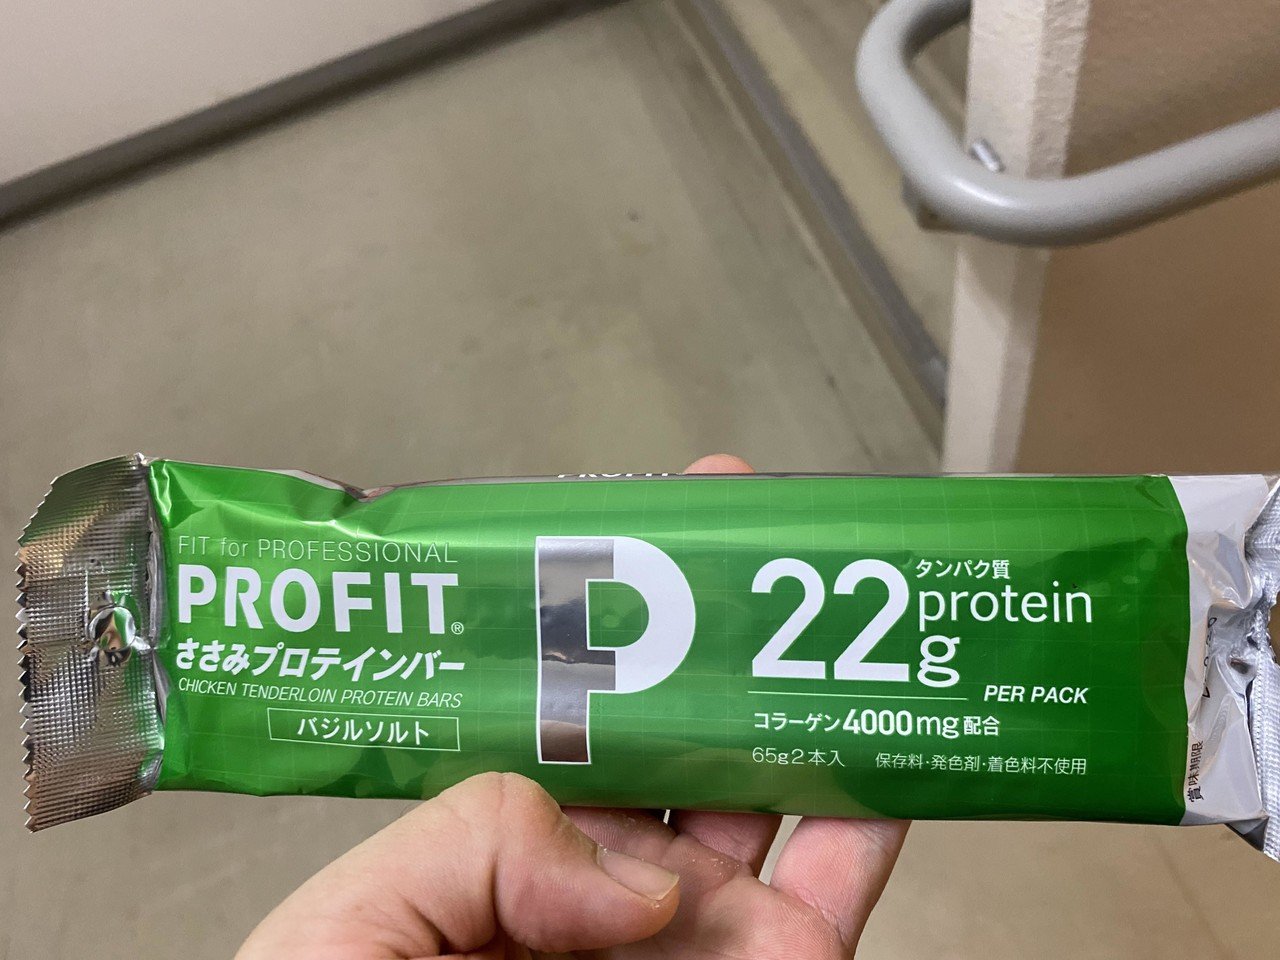 FIT for PROFESSIONAL
PROFIT®
ささみプロテインバー
CHICKEN TENDERLOIN PROTEIN BARS
バジルソルト
P
22g
タンパク質
protein
PER PACK
コラーゲン4000mg配合
65g2本入 保存料・発色剤・着色料不使用
賞味期限